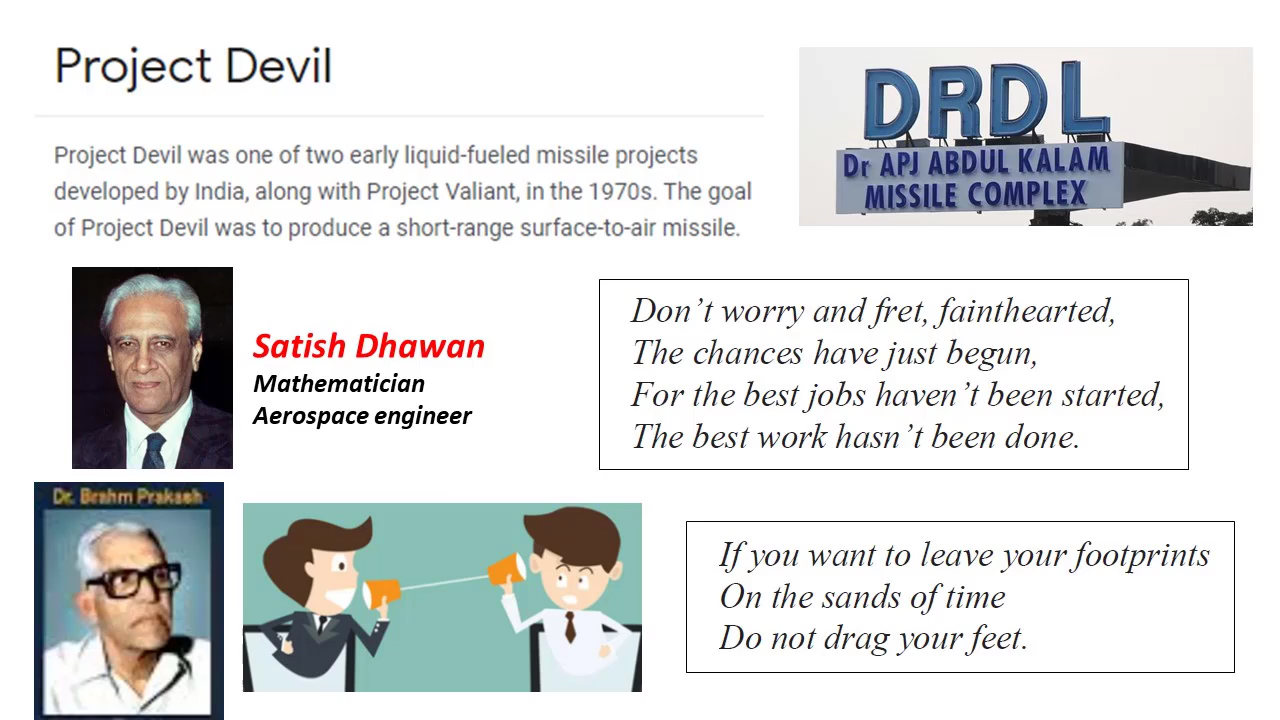 Project Devil
Project Devil was one of two early liquid-fueled missile projects
developed by India, along with Project Valiant, in the 1970s. The goal
of Project Devil was to produce a short-range surface-to-air missile.
DRDL
Dr APJ ABDUL KALAM
MISSILE COMPLEX
Satish Dhawan
Mathematician
Aerospace engineer
Don’t worry and fret, fainthearted,
The chances have just begun,
For the best jobs haven’t been started,
The best work hasn’t been done.
Dr. Brahm Prakash
If you want to leave your footprints
On the sands of time
Do not drag your feet.